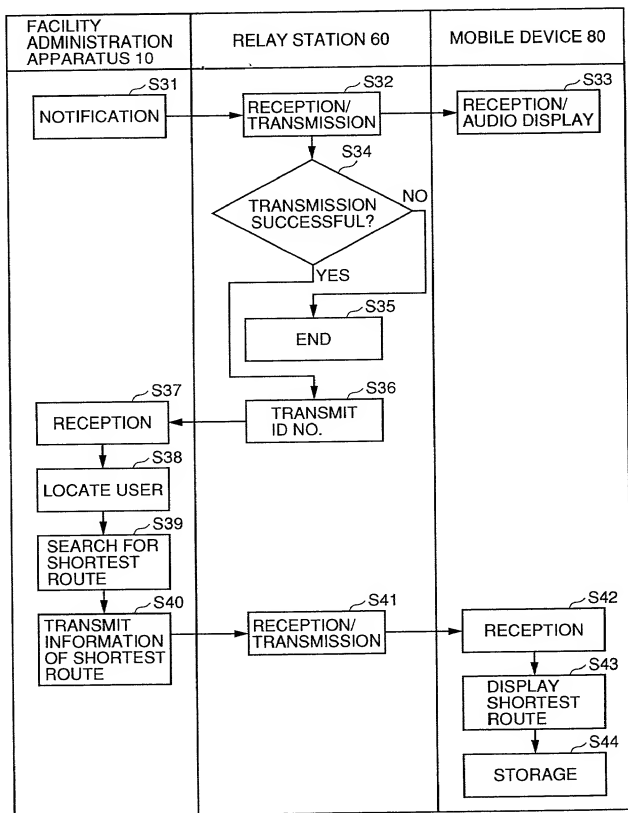 FACILITY
ADMINISTRATION
APPARATUS 10
RELAY STATION 60
MOBILE DEVICE 80
S31
NOTIFICATION
S32
RECEPTION/
TRANSMISSION
S33
RECEPTION/
AUDIO DISPLAY
S34
TRANSMISSION
SUCCESSFUL?
NO
YES
S35
END
S36
TRANSMIT
ID NO.
S37
RECEPTION
S38
LOCATE USER
S39
SEARCH FOR
SHORTEST
ROUTE
S40
TRANSMIT
INFORMATION
OF SHORTEST
ROUTE
S41
RECEPTION/
TRANSMISSION
S42
RECEPTION
S43
DISPLAY
SHORTEST
ROUTE
S44
STORAGE